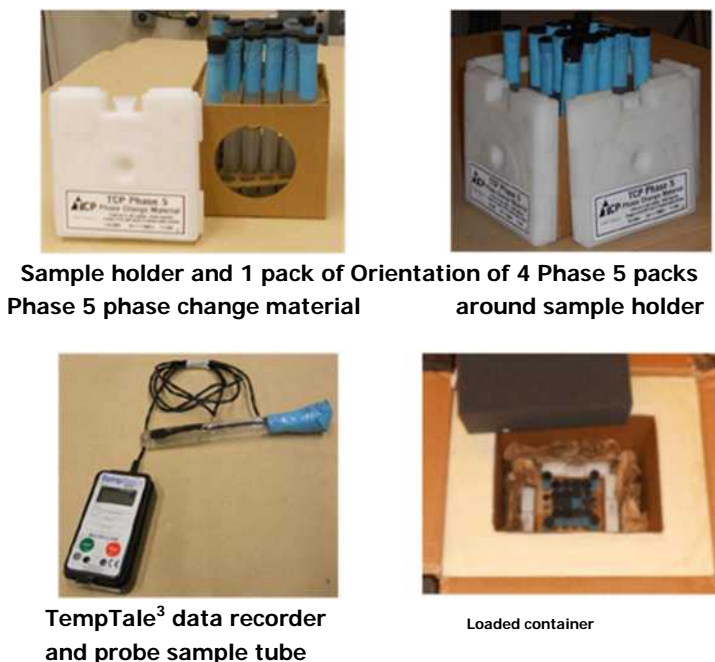 TCP Phase 5
Phase Change Material
TCP Phase 5
Phase Change Material
Sample holder and 1 pack of Orientation of 4 Phase 5 packs
Phase 5 phase change material around sample holder
TempTale³ data recorder
and probe sample tube
Loaded container